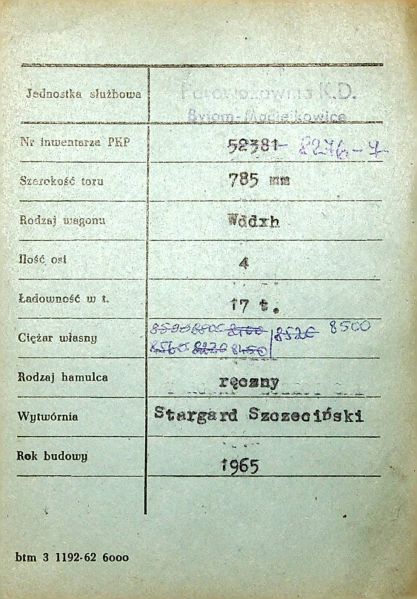 Jednostka służbowa K.D.
Bytom-Maciejkowice
Nr inwentarza PKP 52381 - 8276-7
Szerokość toru 785 mm
Rodzaj wagonu Wddxh
Ilość osi 4
Ładowność w t. 17 t.
Ciężar własny 8520 8500
Rodzaj hamulca ręczny
Wytwórnia Stargard Szczeciński
Rok budowy 1965
btm 3 1192-62 6000